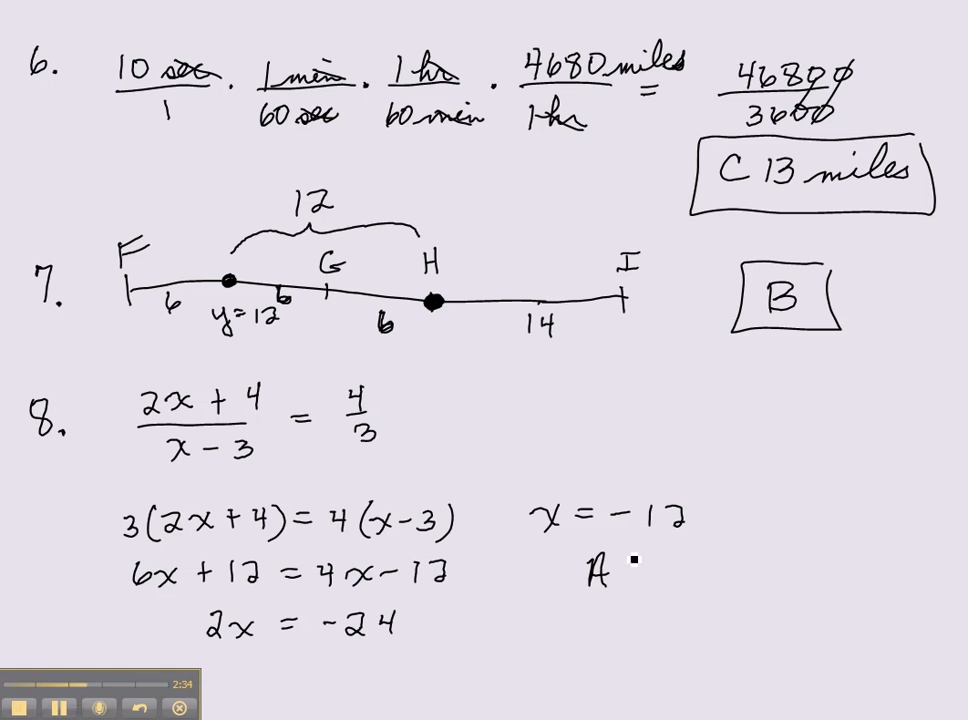 6. 10 sec/1 · 1 min/60 sec · 1 hr/60 min · 4680 miles/1 hr = 46800/3600
C 13 miles
12
F G H I
7. 6 6 6 14 B
y=12
8. 2x + 4/x - 3 = 4/3
3(2x+4) = 4(x-3) x = -12
6x + 12 = 4x - 12 A
2x = -24
2:34